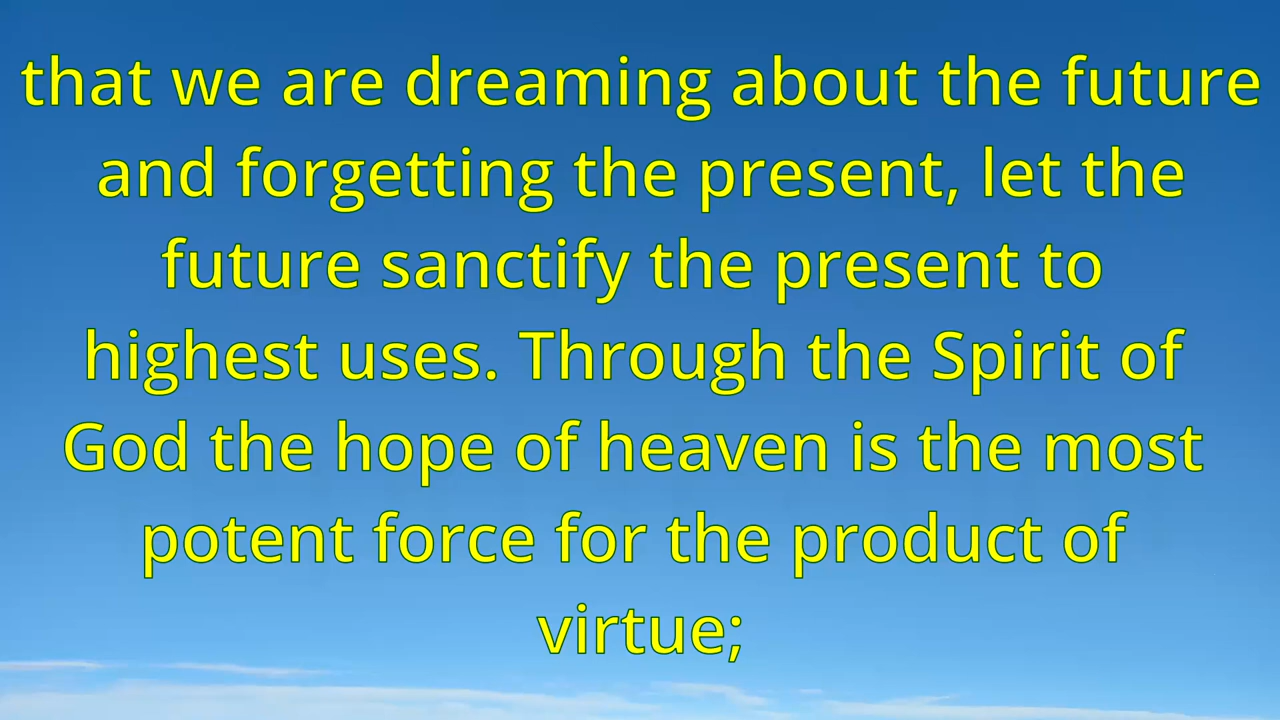 that we are dreaming about the future
and forgetting the present, let the
future sanctify the present to
highest uses. Through the Spirit of
God the hope of heaven is the most
potent force for the product of
virtue;